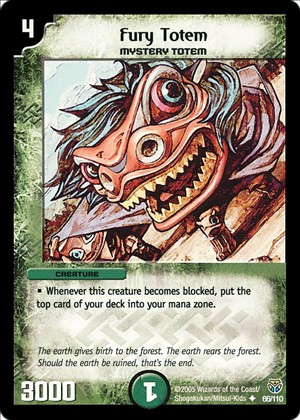 4
Fury Totem
MYSTERY TOTEM
CREATURE
▪ Whenever this creature becomes blocked, put the
top card of your deck into your mana zone.
The earth gives birth to the forest. The earth rears the forest.
Should the earth be ruined, that's the end.
3000
1
©2005 Wizards of the Coast/
Shogakukan/Mitsui-Kids ♦ 66/110